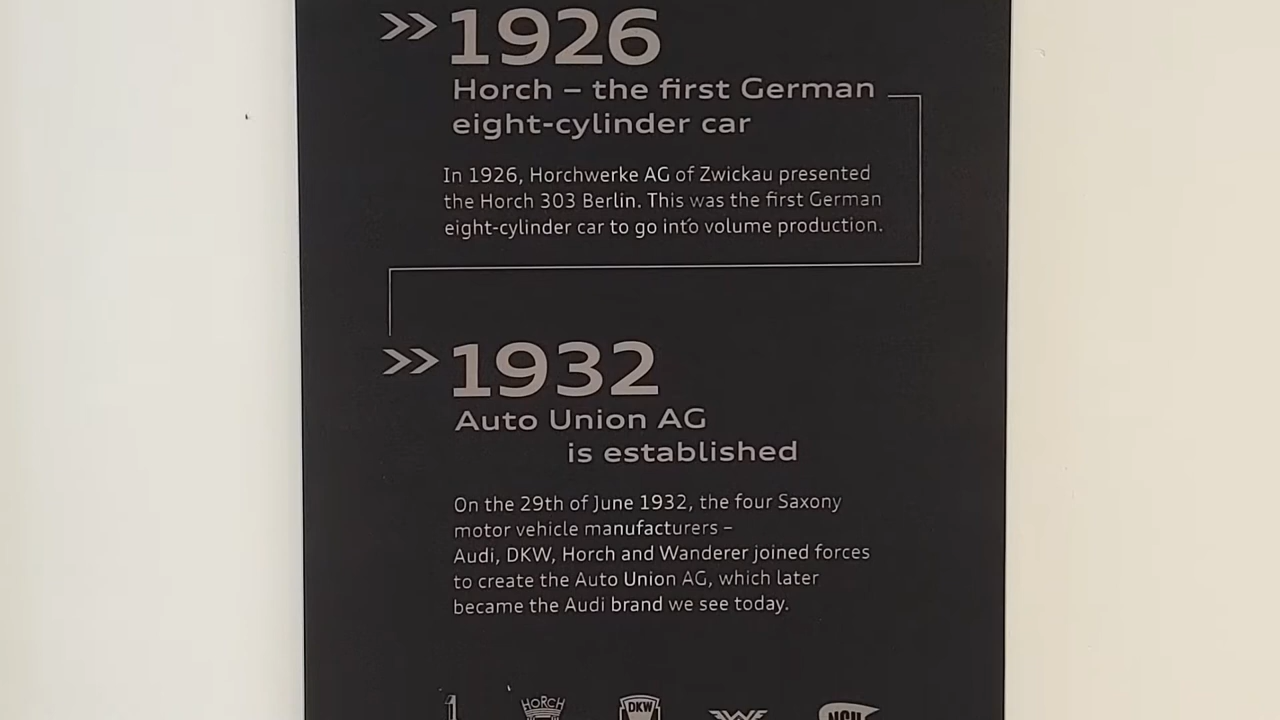 >> 1926
Horch – the first German
eight-cylinder car
In 1926, Horchwerke AG of Zwickau presented
the Horch 303 Berlin. This was the first German
eight-cylinder car to go into volume production.
>> 1932
Auto Union AG
is established
On the 29th of June 1932, the four Saxony
motor vehicle manufacturers –
Audi, DKW, Horch and Wanderer joined forces
to create the Auto Union AG, which later
became the Audi brand we see today.
HORCH DKW W NSU